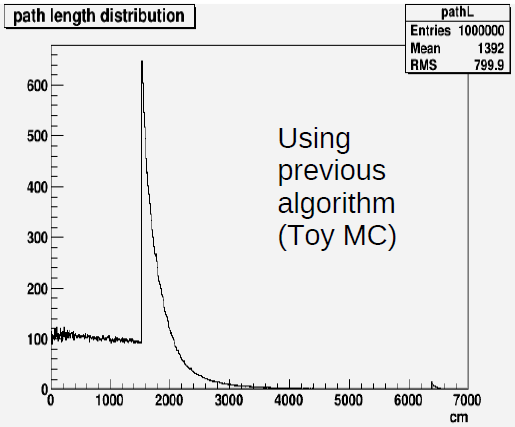 path length distribution
pathL
Entries 1000000
Mean 1392
RMS 799.9
Using
previous
algorithm
(Toy MC)
600
500
400
300
200
100
0
0 1000 2000 3000 4000 5000 6000 7000
cm